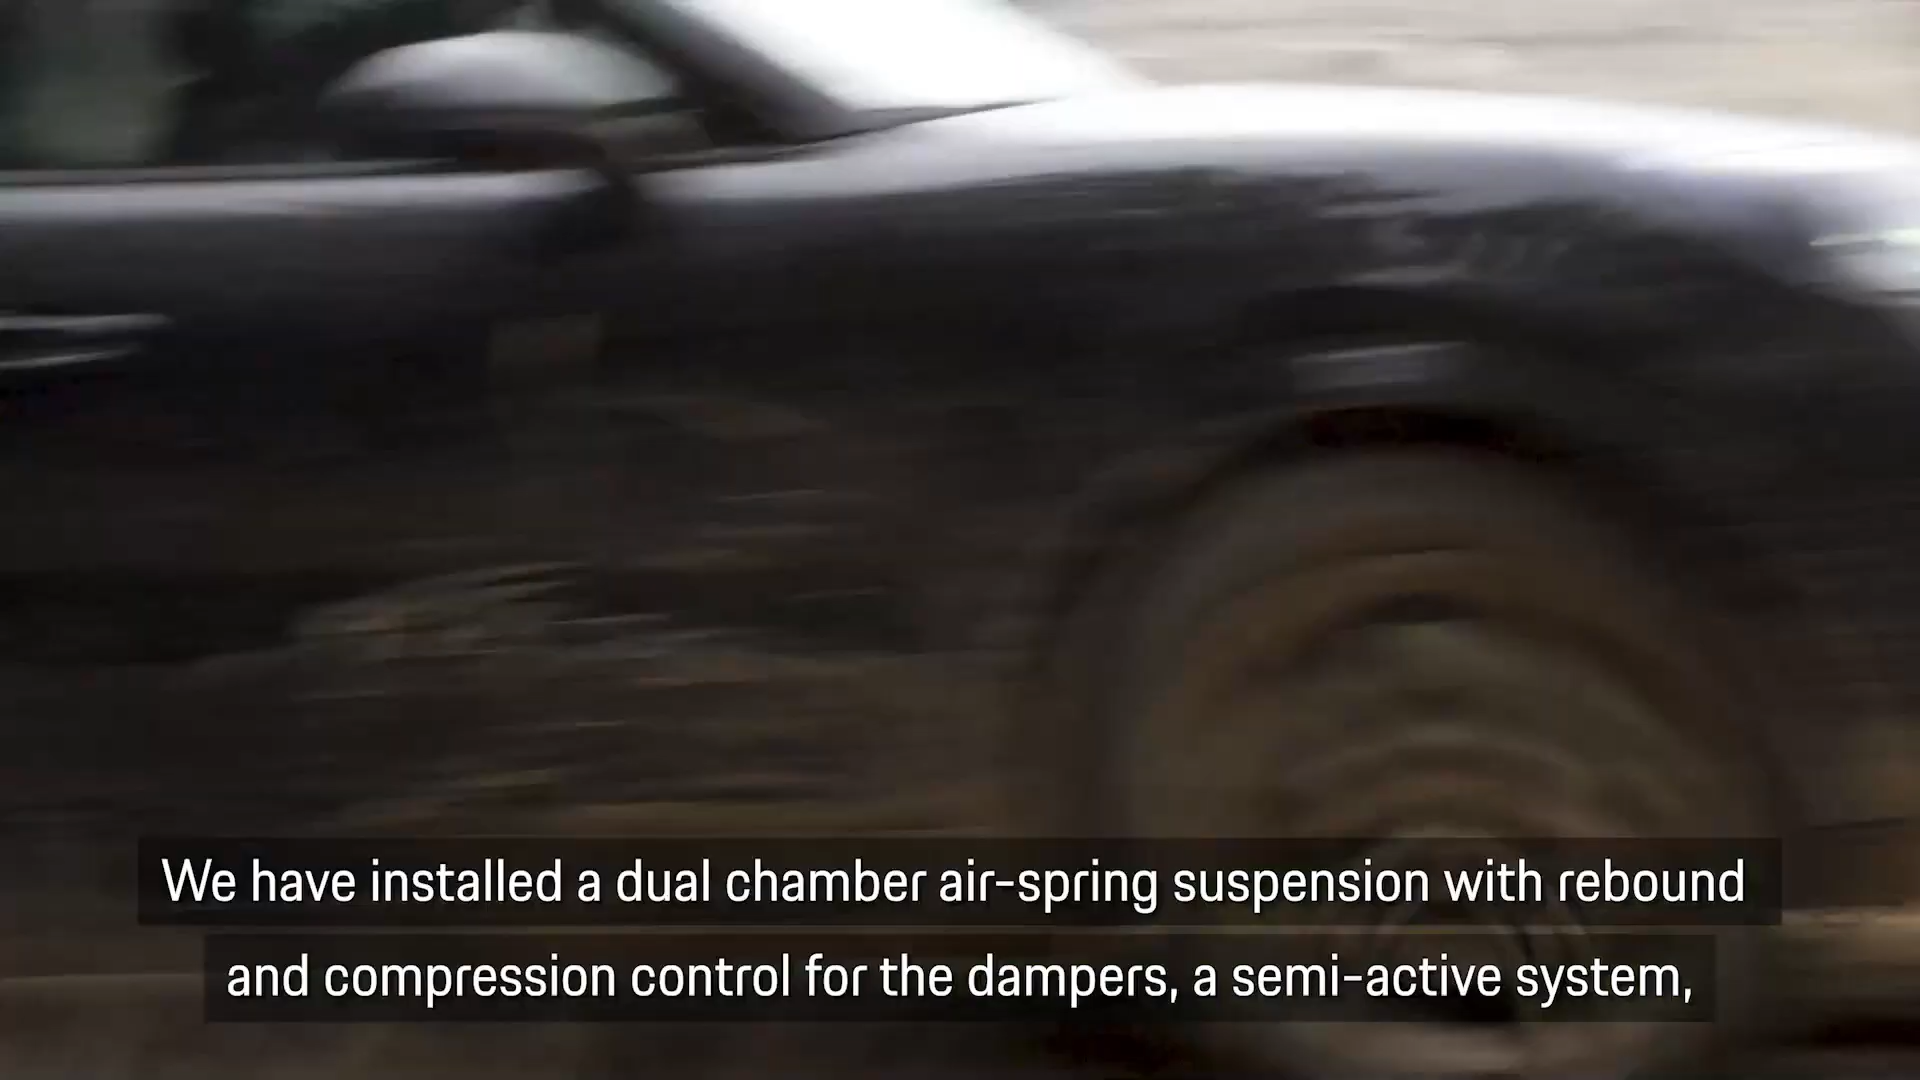 We have installed a dual chamber air-spring suspension with rebound
and compression control for the dampers, a semi-active system,